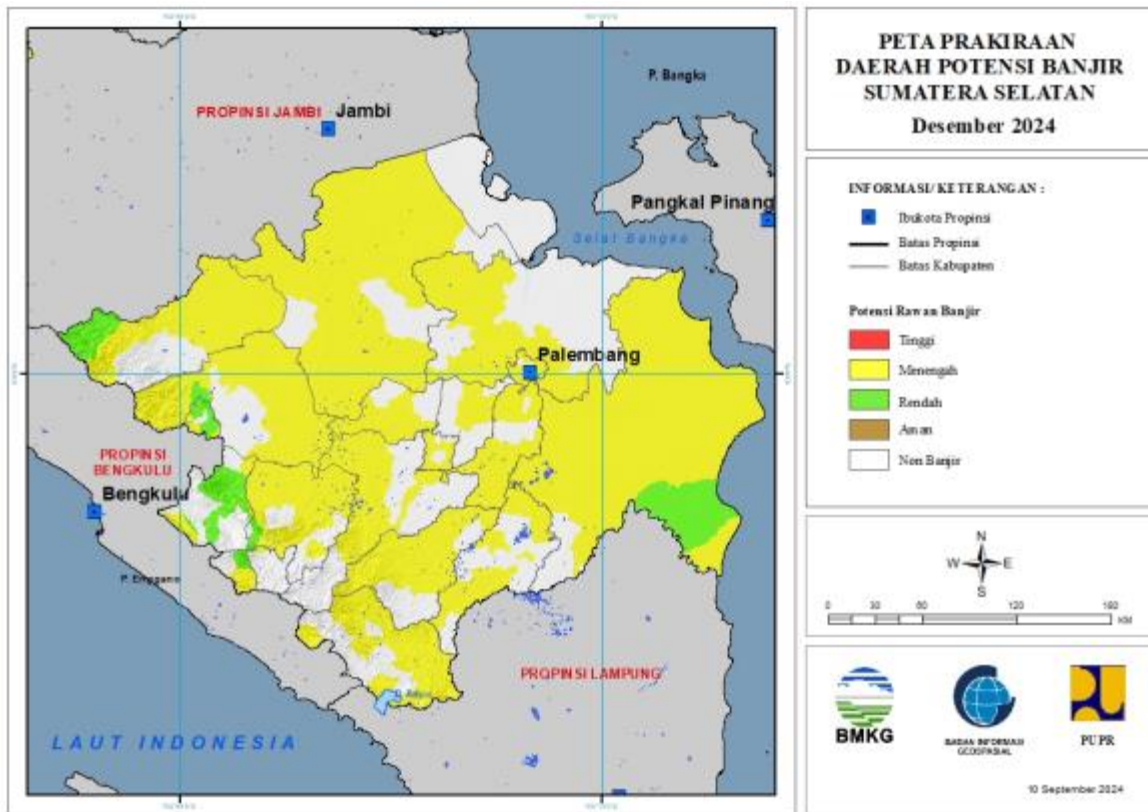 PETA PRAKIRAAN
DAERAH POTENSI BANJIR
SUMATERA SELATAN
Desember 2024
INFORMASI/ KETERANGAN :
Ibukota Propinsi
Batas Propinsi
Batas Kabupaten
Potensi Rawan Banjir
Tinggi
Menengah
Rendah
Aman
Non Banjir
N
W E
S
0 30 60 120 160
KM
BMKG
BADAN INFORMASI
GEOSPASIAL
PUPR
10 September 2024
P. Bangka
PROPINSI JAMBI Jambi
Pangkal Pinang
Selat Bangka
Palembang
PROPINSI
BENGKULU
Bengkulu
P. Enggano
PROPINSI LAMPUNG
LAUT INDONESIA